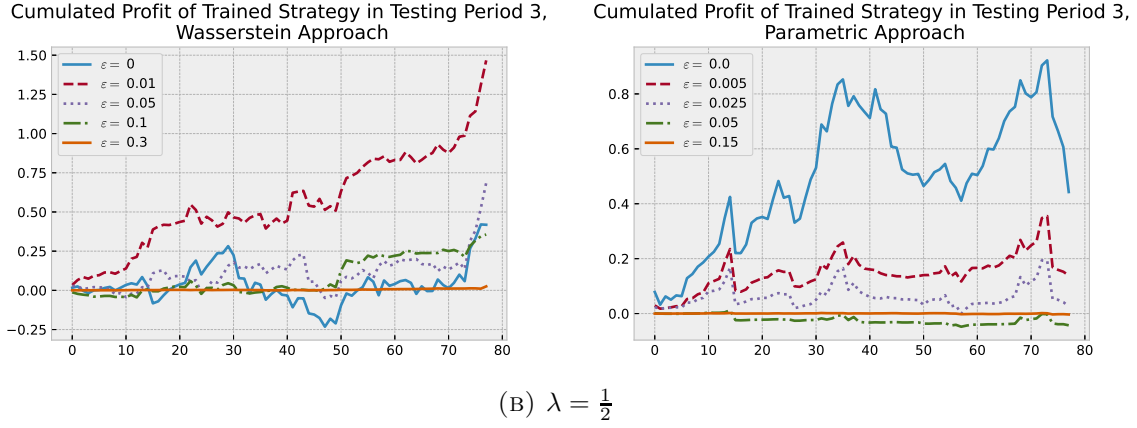 Cumulated Profit of Trained Strategy in Testing Period 3,
Wasserstein Approach
1.50
1.25
1.00
0.75
0.50
0.25
0.00
−0.25
ε = 0
ε = 0.01
ε = 0.05
ε = 0.1
ε = 0.3
0 10 20 30 40 50 60 70 80
Cumulated Profit of Trained Strategy in Testing Period 3,
Parametric Approach
0.8
0.6
0.4
0.2
0.0
ε = 0.0
ε = 0.005
ε = 0.025
ε = 0.05
ε = 0.15
0 10 20 30 40 50 60 70 80
(B) λ = 1/2